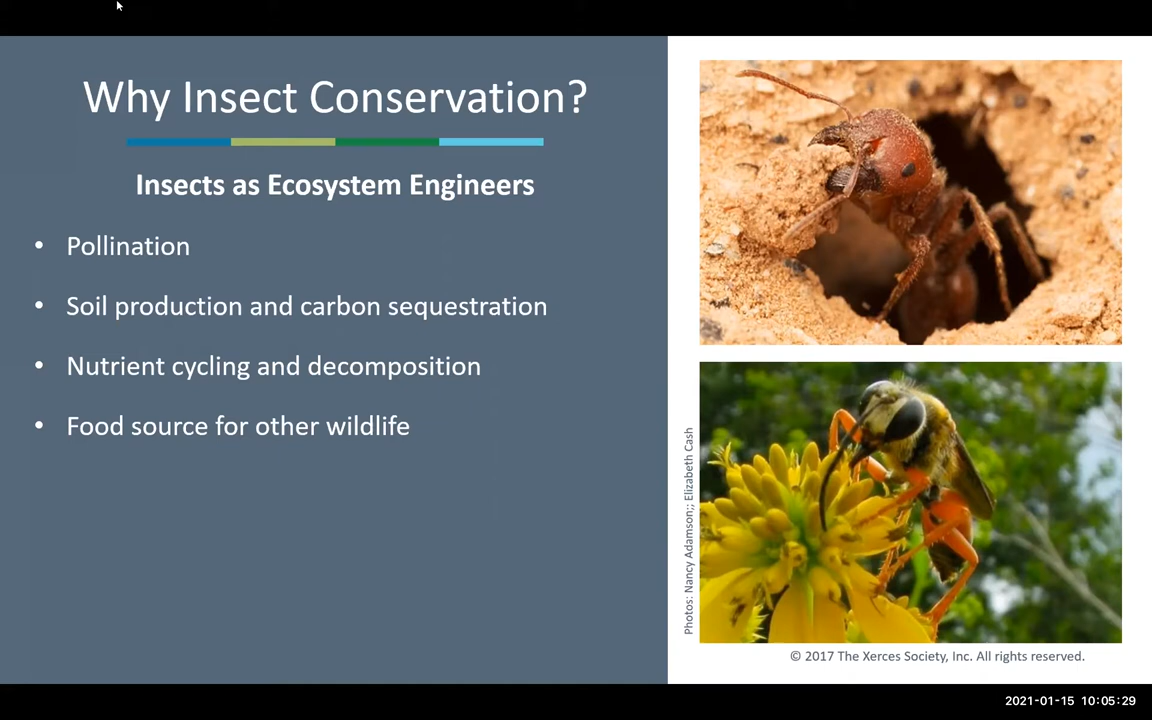 Why Insect Conservation?
Insects as Ecosystem Engineers
• Pollination
• Soil production and carbon sequestration
• Nutrient cycling and decomposition
• Food source for other wildlife
Photos: Nancy Adamson;; Elizabeth Cash
© 2017 The Xerces Society, Inc. All rights reserved.
2021-01-15 10:05:29